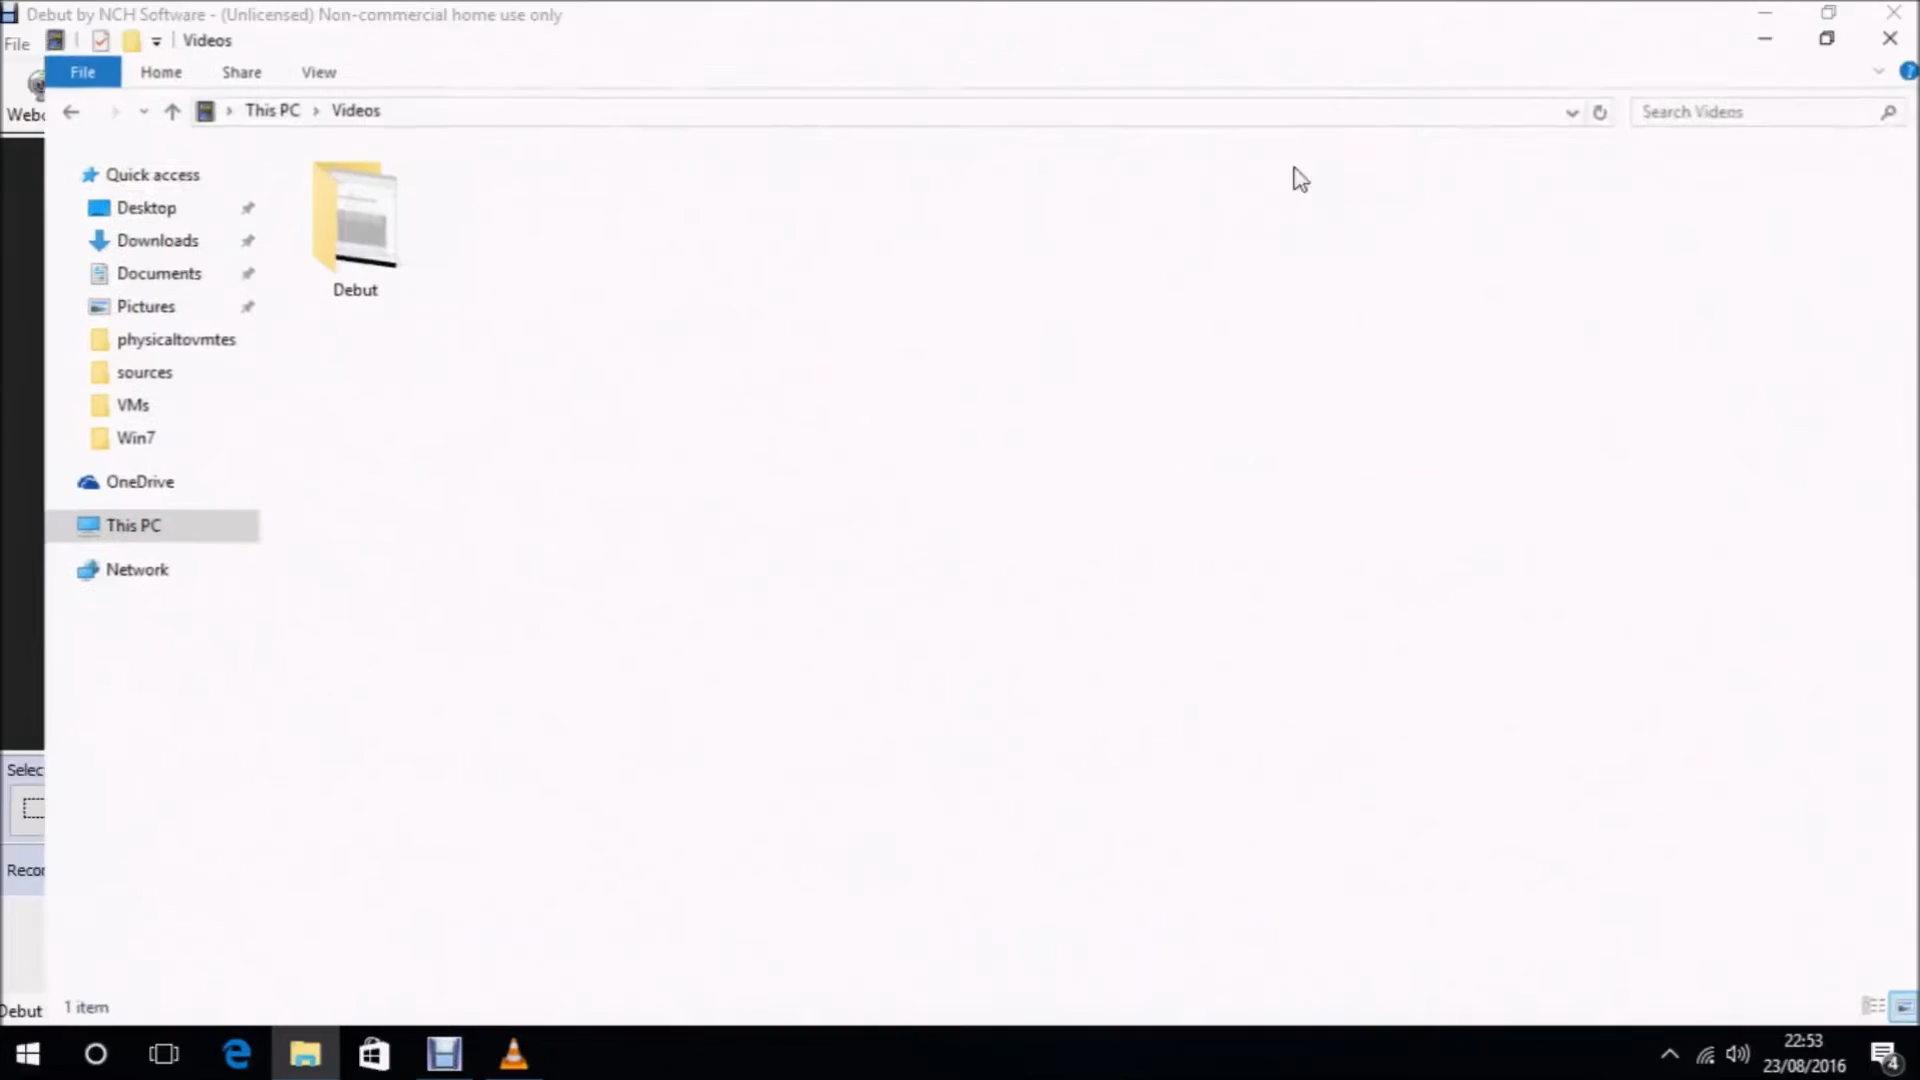 Debut by NCH Software - (Unlicensed) Non-commercial home use only
File
Videos
File Home Share View
Webc
This PC Videos
Search Videos
Quick access
Desktop
Downloads
Documents
Pictures
physicaltovmtes
sources
VMs
Win7
OneDrive
This PC
Network
Debut
Selec
Recor
Debut
1 item
22:53
23/08/2016
4